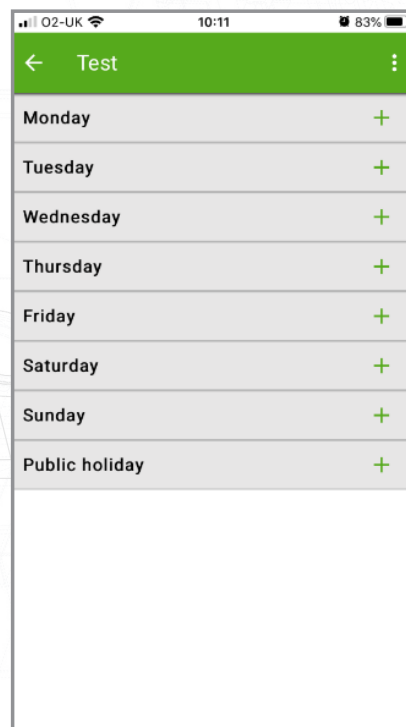 O2-UK 10:11 83%
Test
Monday
Tuesday
Wednesday
Thursday
Friday
Saturday
Sunday
Public holiday